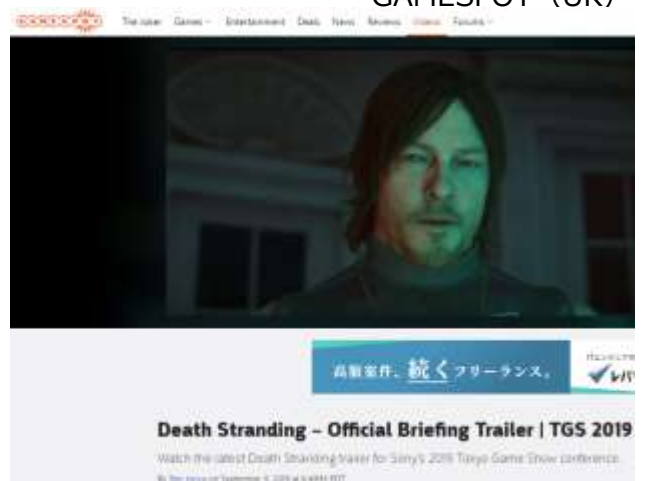 GAMESPOT (UK)
Games Entertainment Deals News Reviews Videos Forums
高額案件、続くフリーランス。
Death Stranding – Official Briefing Trailer | TGS 2019
Watch the latest Death Stranding trailer for Sony's 2019 Tokyo Game Show conference.